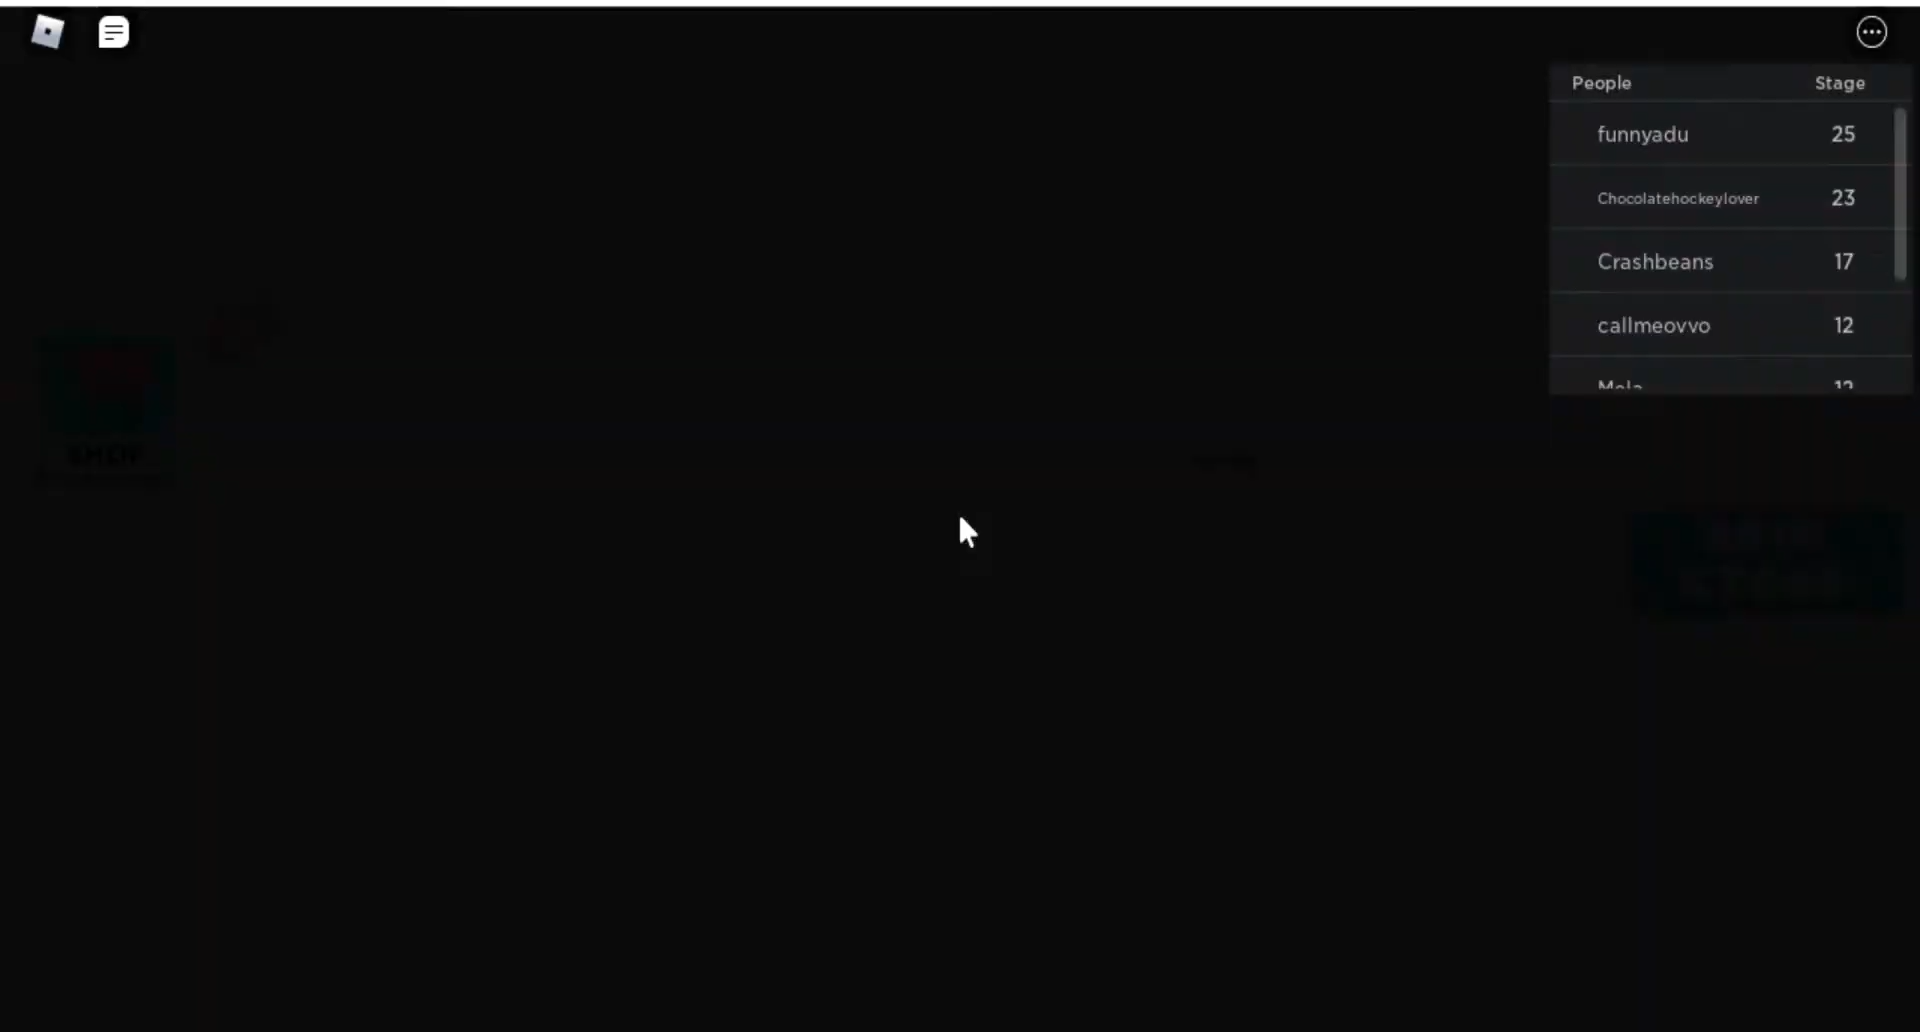 People Stage
funnyadu 25
Chocolatehockeylover 23
Crashbeans 17
callmeovvo 12